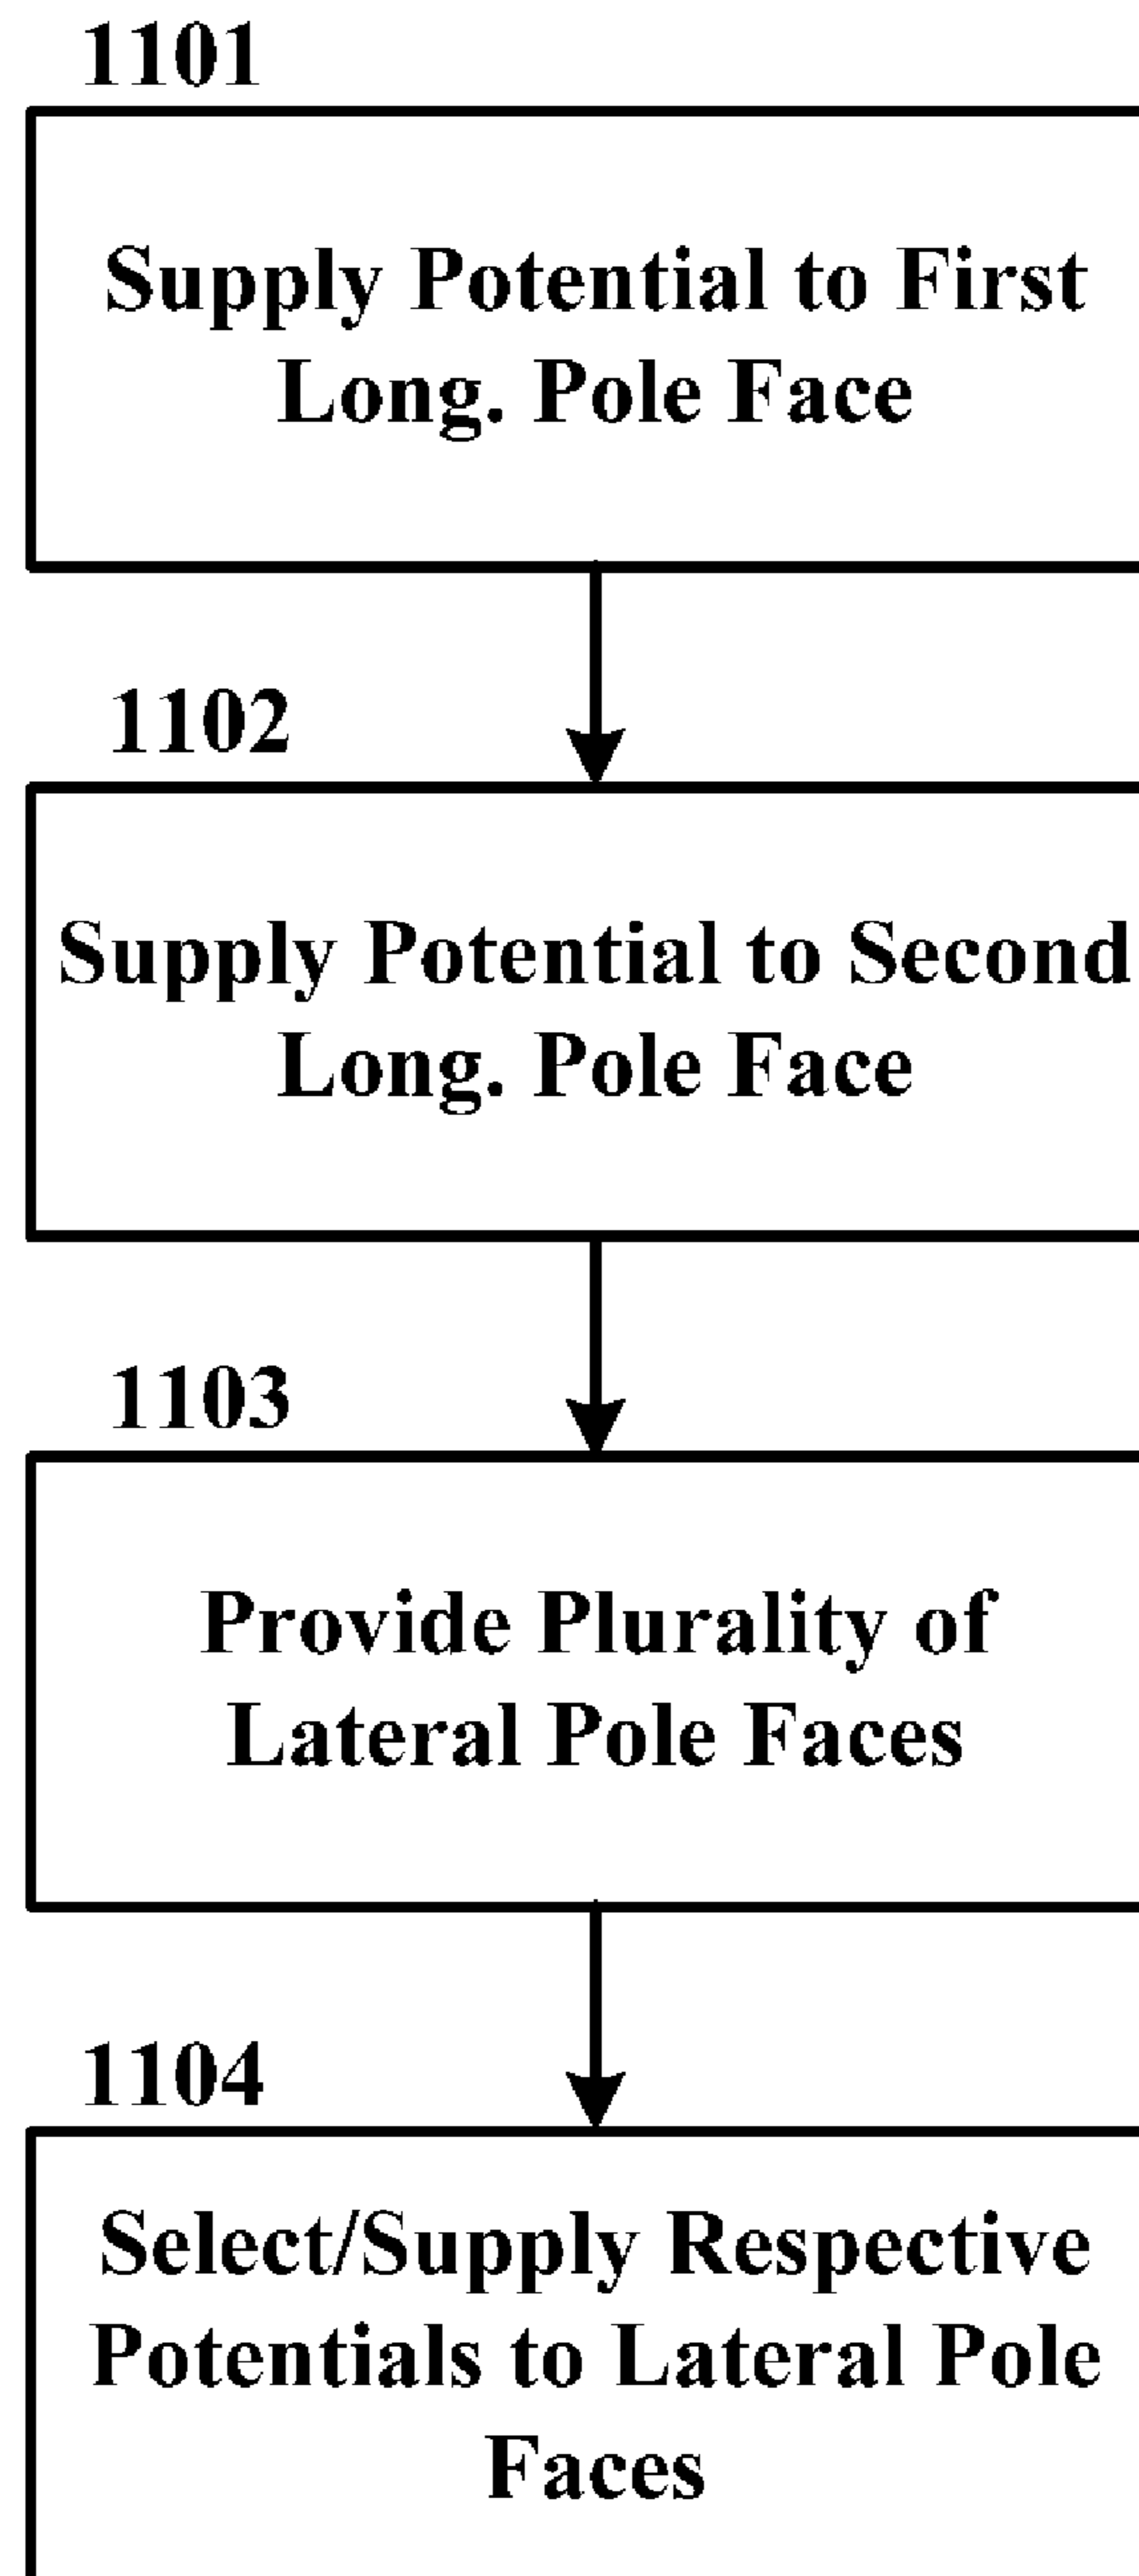 1101
Supply Potential to First
Long. Pole Face
1102
Supply Potential to Second
Long. Pole Face
1103
Provide Plurality of
Lateral Pole Faces
1104
Select/Supply Respective
Potentials to Lateral Pole
Faces